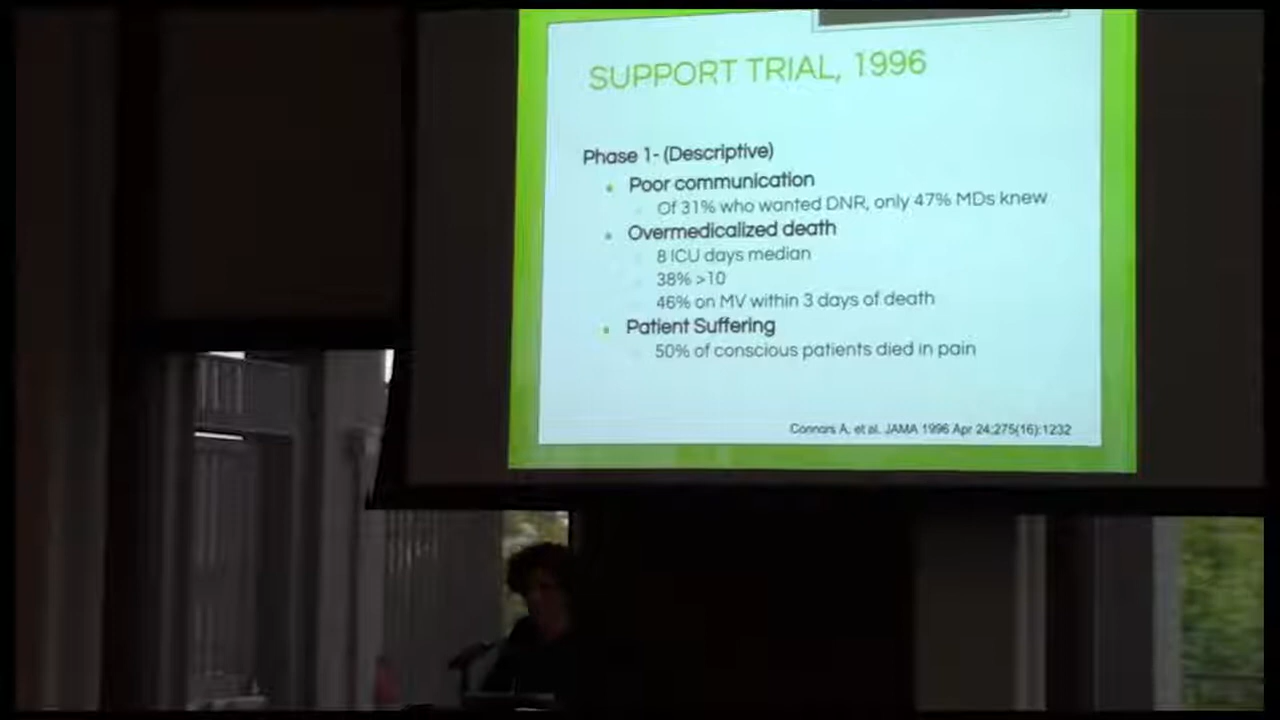 SUPPORT TRIAL, 1996
Phase 1- (Descriptive)
Poor communication
Of 31% who wanted DNR, only 47% MDs knew
Overmedicalized death
8 ICU days median
38% >10
46% on MV within 3 days of death
Patient Suffering
50% of conscious patients died in pain
Connors A, et al. JAMA 1996 Apr 24;275(16):1232